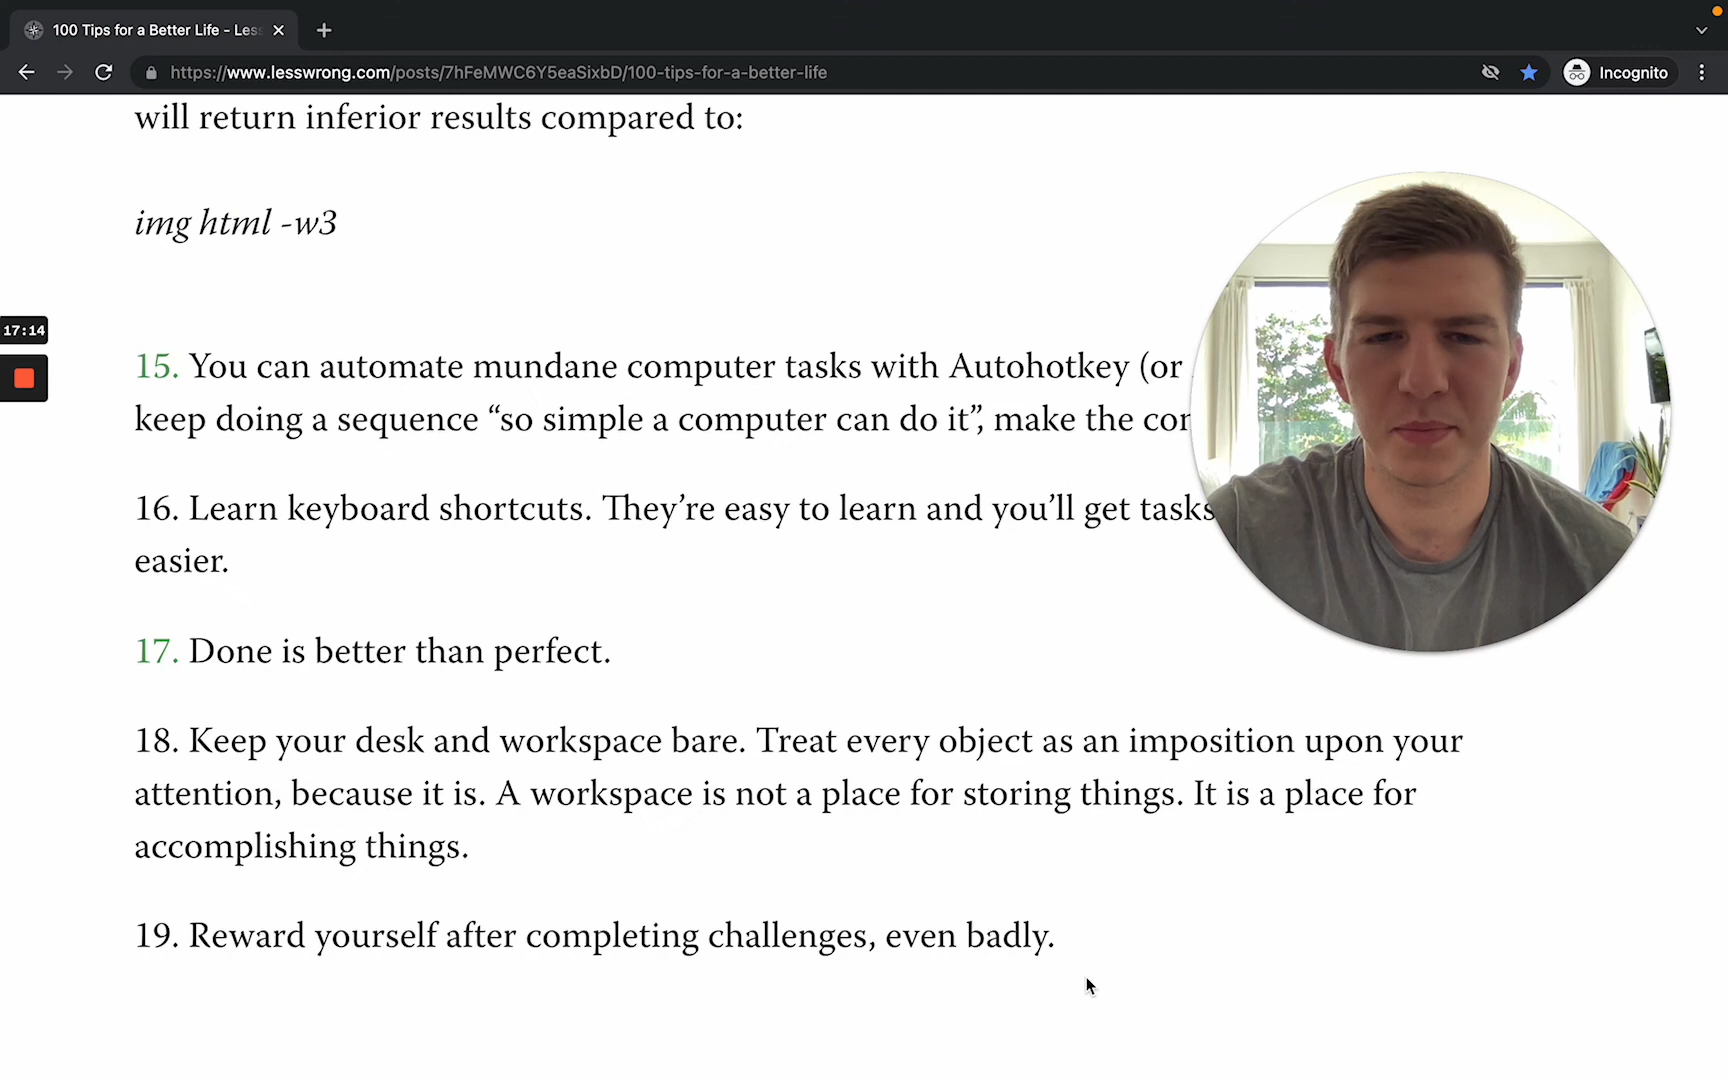 100 Tips for a Better Life - Less
https://www.lesswrong.com/posts/7hFeMWC6Y5eaSixbD/100-tips-for-a-better-life
Incognito
will return inferior results compared to:
img html -w3
17:14
15. You can automate mundane computer tasks with Autohotkey (or
keep doing a sequence “so simple a computer can do it”, make the
16. Learn keyboard shortcuts. They’re easy to learn and you’ll get tasks
easier.
17. Done is better than perfect.
18. Keep your desk and workspace bare. Treat every object as an imposition upon your
attention, because it is. A workspace is not a place for storing things. It is a place for
accomplishing things.
19. Reward yourself after completing challenges, even badly.